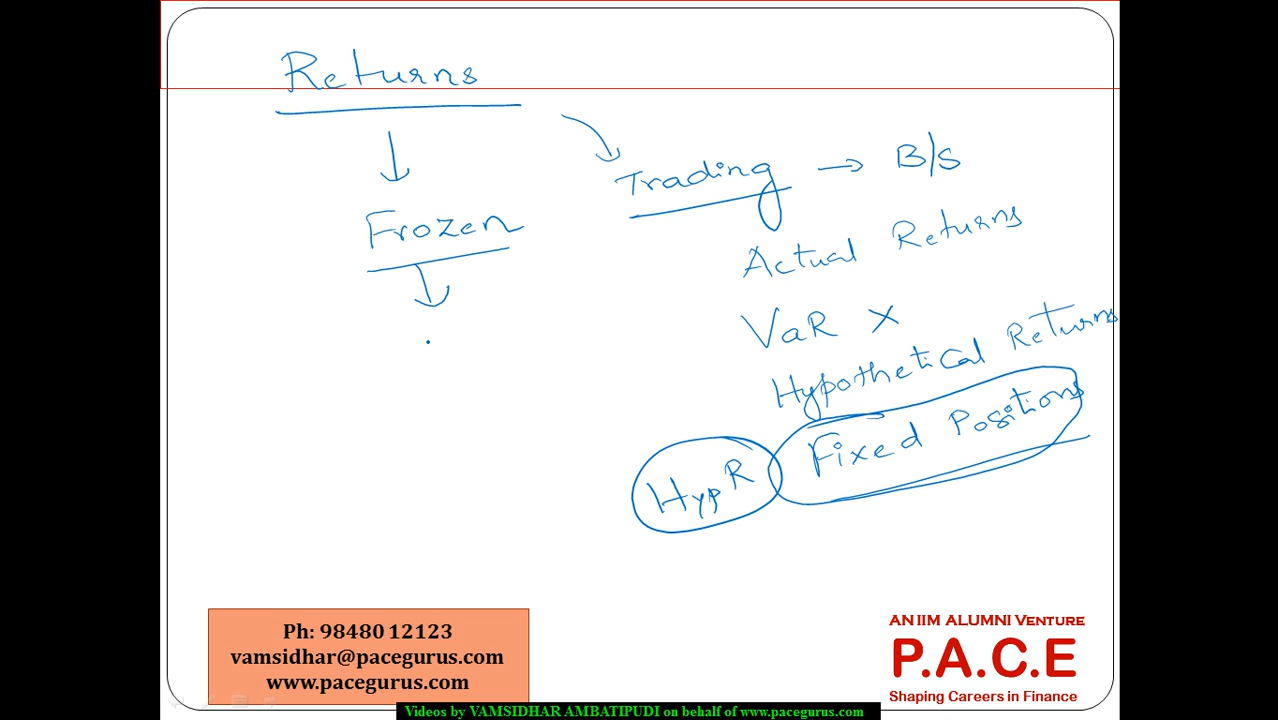 Returns
Trading → B/S
Frozen
Actual Returns
VaR X
Hypothetical Returns
Fixed Positions
Hyp R
Ph: 98480 12123
vamsidhar@pacegurus.com
www.pacegurus.com
AN IIM ALUMNI VENTURE
P.A.C.E
Shaping Careers in Finance
Videos by VAMSIDHAR AMBATIPUDI on behalf of www.pacegurus.com